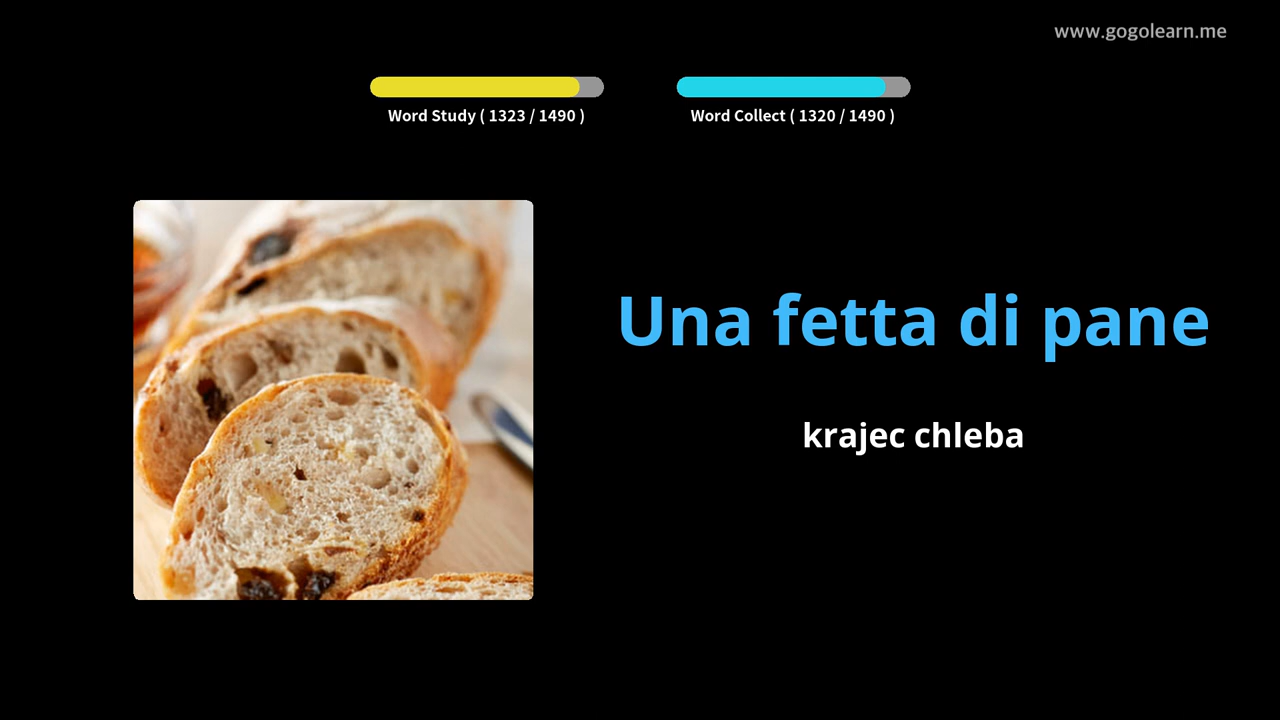 www.gogolearn.me
Word Study ( 1323 / 1490 )
Word Collect ( 1320 / 1490 )
Una fetta di pane
krajec chleba